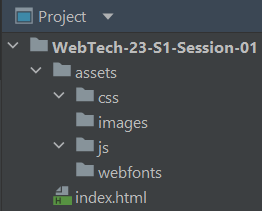 Project
WebTech-23-S1-Session-01
assets
css
images
js
webfonts
H
index.html